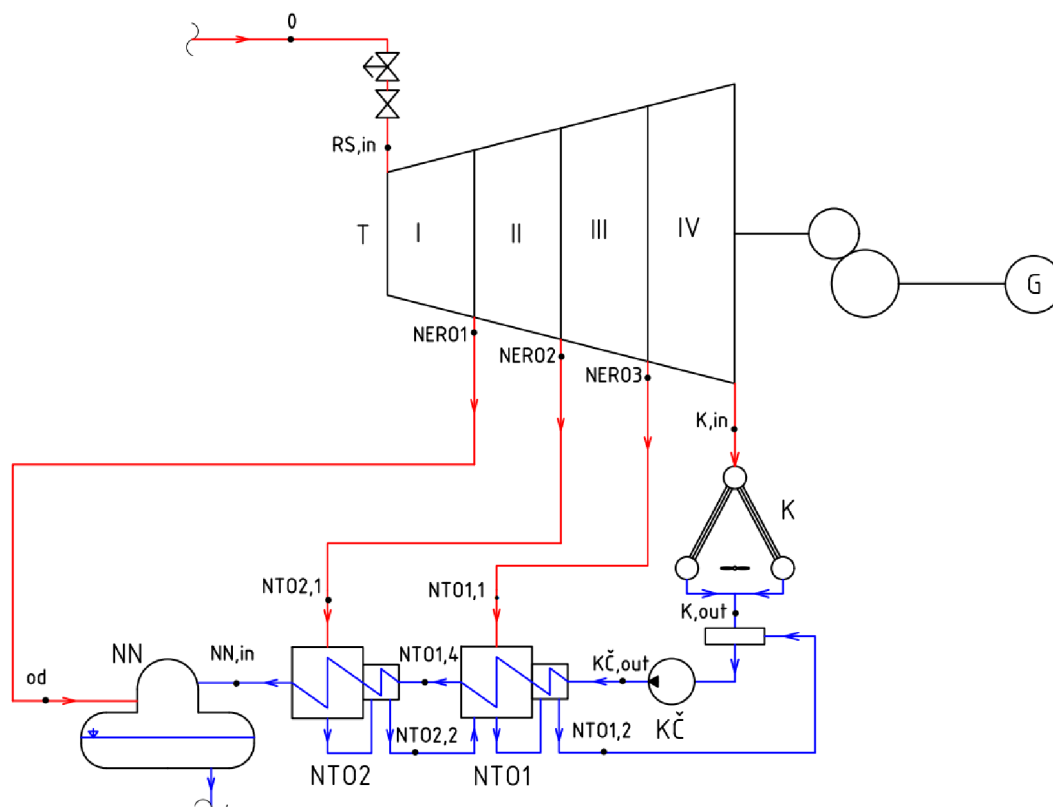 0
RS,in
T
I
II
III
IV
G
NERO1
NERO2
NERO3
K,in
K
NTO2,1
NTO1,1
K,out
NN
NN,in
NTO1,4
KČ,out
od
KČ
NTO2,2
NTO1,2
NTO2
NTO1